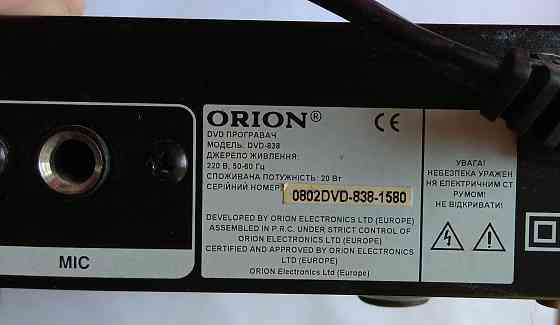 ORION®
CE
DVD ПРОГРАВАЧ
МОДЕЛЬ: DVD-838
ДЖЕРЕЛО ЖИВЛЕННЯ:
220 В, 50-60 Гц
СПОЖИВАНА ПОТУЖНІСТЬ: 20 Вт
СЕРІЙНИЙ НОМЕР
0802DVD-838-1580
DEVELOPED BY ORION ELECTRONICS LTD (EUROPE)
ASSEMBLED IN P.R.C. UNDER STRICT CONTROL OF
ORION ELECTRONICS LTD (EUROPE)
CERTIFIED AND APPROVED BY ORION ELECTRONICS
LTD (EUROPE)
ORION Electronics Ltd (Europe)
УВАГА!
НЕБЕЗПЕКА УРАЖЕН
НЯ ЕЛЕКТРИЧНИМ СТ
РУМОМ!
НЕ ВІДКРИВАТИ!
MIC